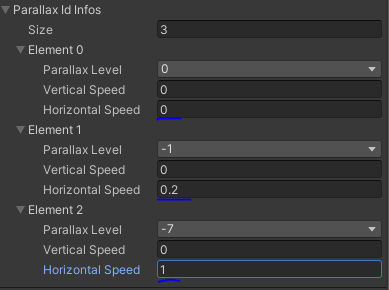 Parallax Id Infos
Size 3
Element 0
Parallax Level 0
Vertical Speed 0
Horizontal Speed 0
Element 1
Parallax Level -1
Vertical Speed 0
Horizontal Speed 0.2
Element 2
Parallax Level -7
Vertical Speed 0
Horizontal Speed 1